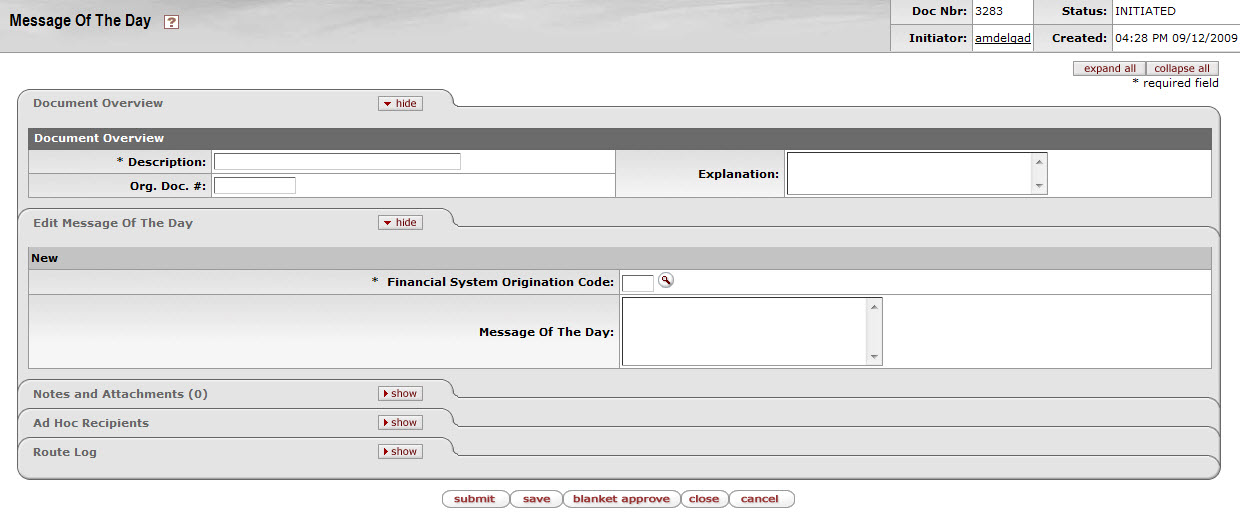 Message Of The Day ?
Doc Nbr: 3283 Status: INITIATED
Initiator: amdelgad Created: 04:28 PM 09/12/2009
expand all collapse all
* required field
Document Overview hide
Document Overview
* Description:
Explanation:
Org. Doc. #:
Edit Message Of The Day hide
New
* Financial System Origination Code:
Message Of The Day:
Notes and Attachments (0) show
Ad Hoc Recipients show
Route Log show
submit save blanket approve close cancel